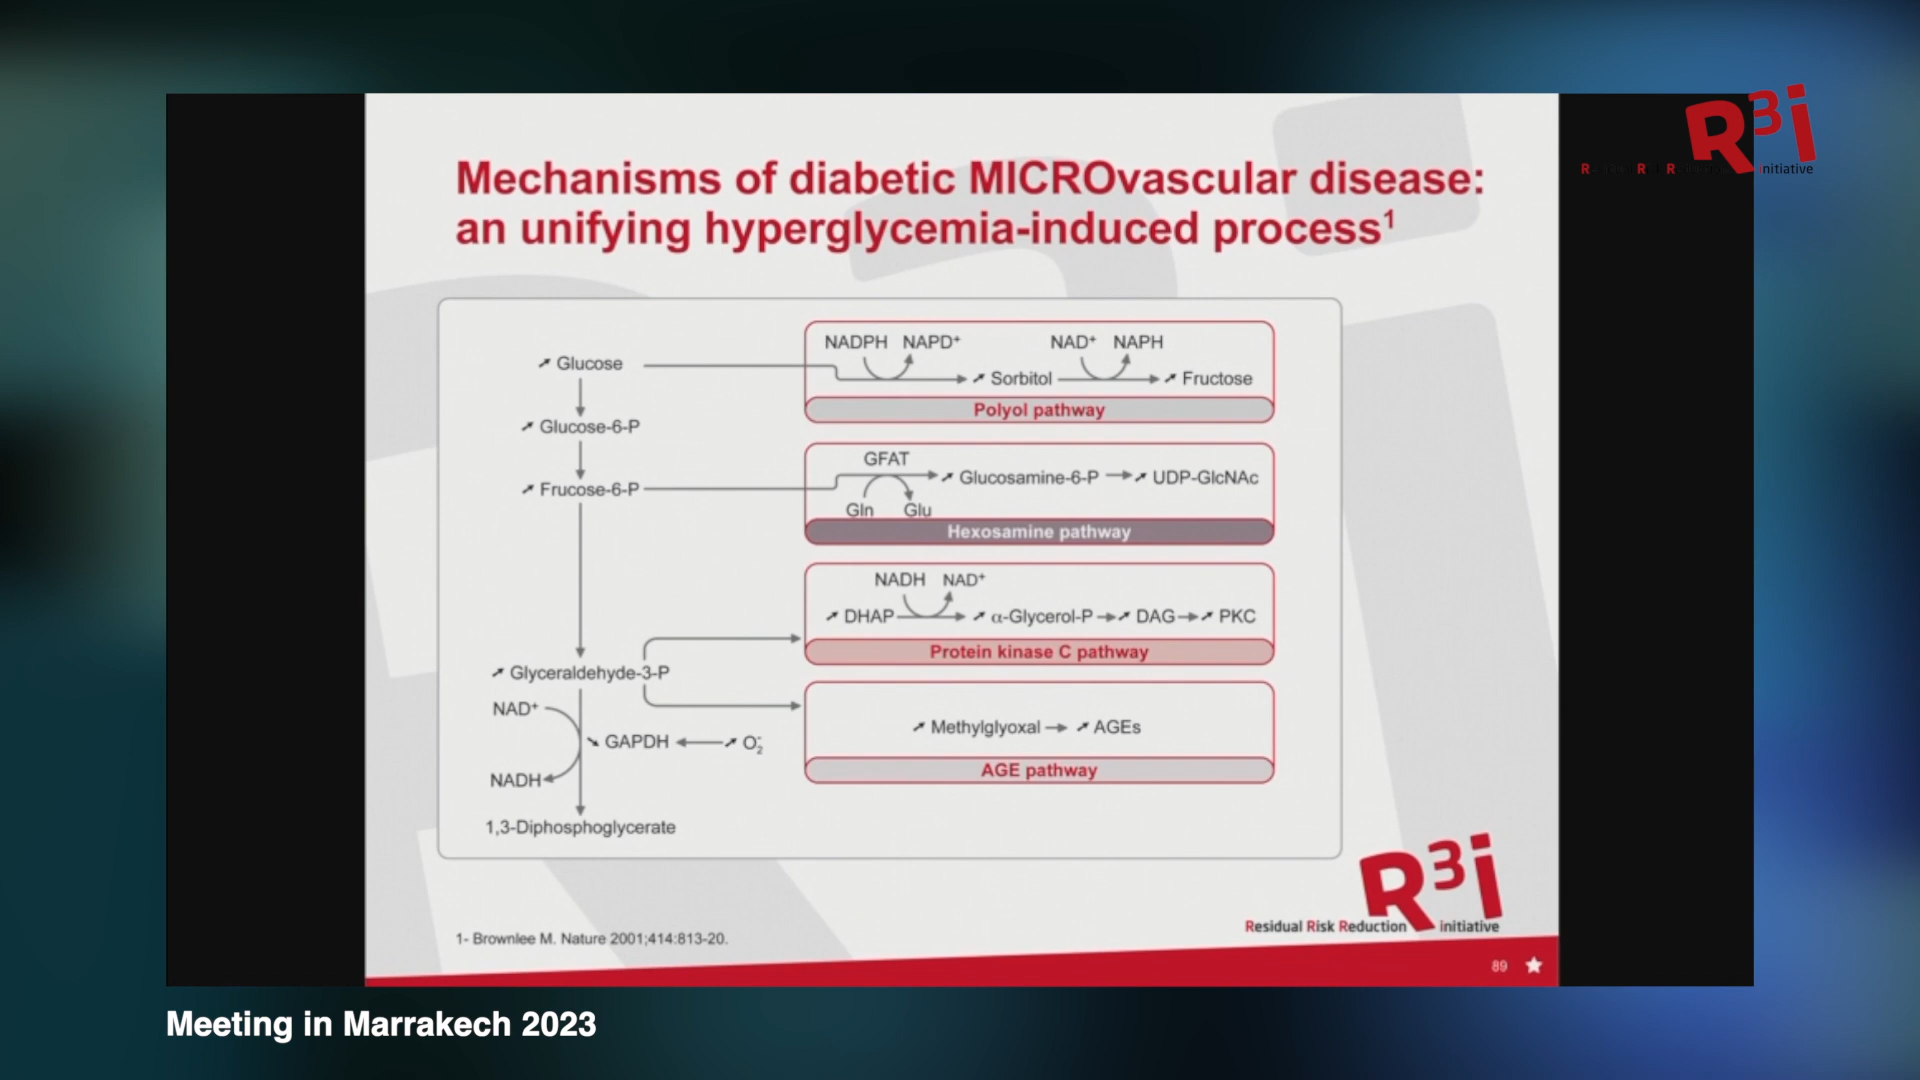 R3i
Residual Risk Reduction initiative
Mechanisms of diabetic MICROvascular disease:
an unifying hyperglycemia-induced process1
Glucose
Glucose-6-P
Frucose-6-P
Glyceraldehyde-3-P
NAD+
GAPDH
O2-
NADH
1,3-Diphosphoglycerate
NADPH NAPD+ NAD+ NAPH
Sorbitol Fructose
Polyol pathway
GFAT
Glucosamine-6-P UDP-GlcNAc
Gln Glu
Hexosamine pathway
NADH NAD+
DHAP α-Glycerol-P DAG PKC
Protein kinase C pathway
Methylglyoxal AGEs
AGE pathway
R3i
Residual Risk Reduction initiative
1- Brownlee M. Nature 2001;414:813-20.
89
Meeting in Marrakech 2023